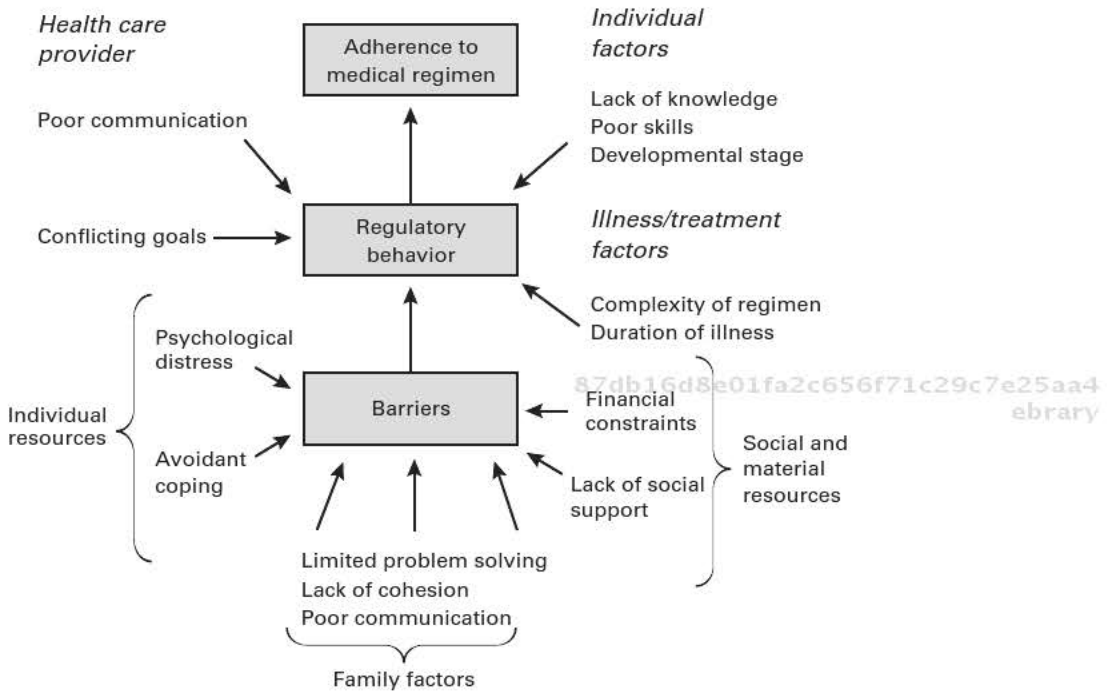 Health care
provider
Adherence to
medical regimen
Individual
factors
Poor communication
Lack of knowledge
Poor skills
Developmental stage
Conflicting goals
Regulatory
behavior
Illness/treatment
factors
Complexity of regimen
Duration of illness
Psychological
distress
Individual
resources
Avoidant
coping
Barriers
87db16d8e01fa2c656f71c29c7e25aa4
ebrary
Financial
constraints
Lack of social
support
Social and
material
resources
Limited problem solving
Lack of cohesion
Poor communication
Family factors